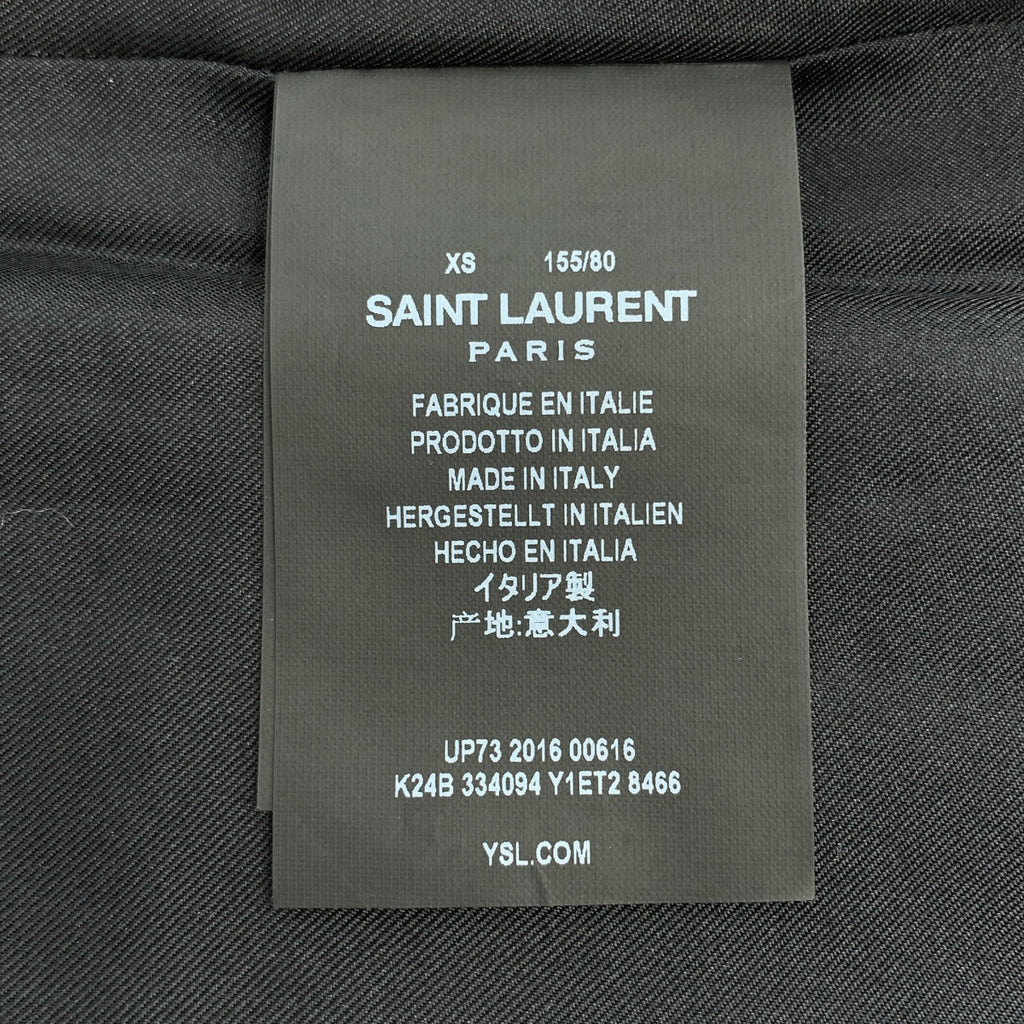 XS 155/80
SAINT LAURENT
PARIS
FABRIQUE EN ITALIE
PRODOTTO IN ITALIA
MADE IN ITALY
HERGESTELLT IN ITALIEN
HECHO EN ITALIA
イタリア製
产地:意大利
UP73 2016 00616
K24B 334094 Y1ET2 8466
YSL.COM